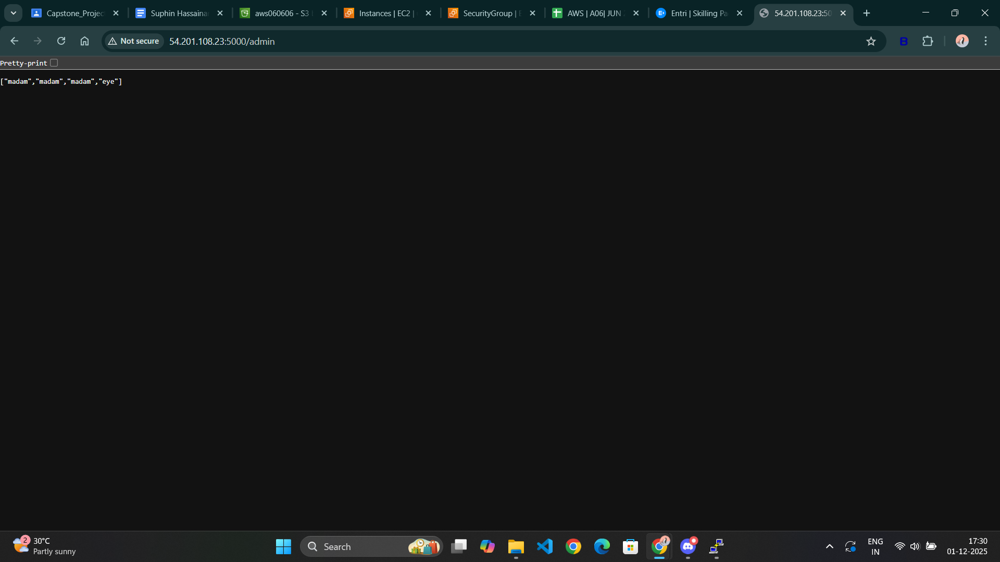 Capstone_Projec
Suphin Hassaina
aws060606 - S3
Instances | EC2 |
SecurityGroup | E
AWS | A06| JUN
Entri | Skilling Pa
54.201.108.23:50
Not secure
54.201.108.23:5000/admin
B
Pretty-print
["madam","madam","madam","eye"]
2
30°C
Partly sunny
Search
ENG
IN
17:30
01-12-2025